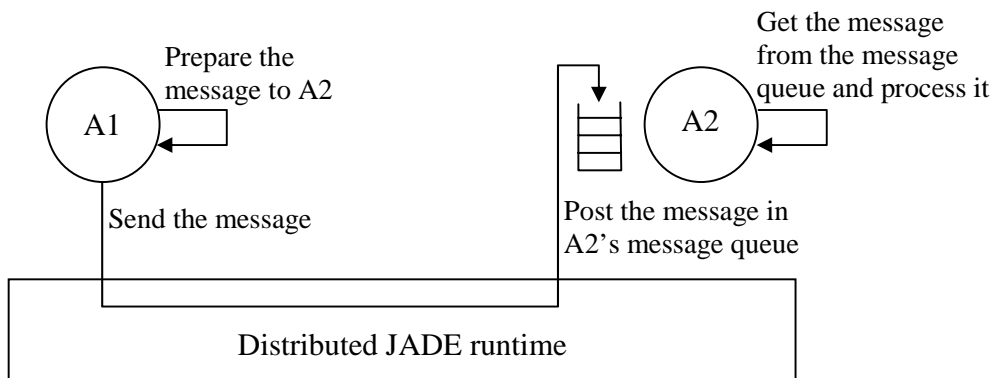 Prepare the
message to A2
A1
Send the message
Get the message
from the message
queue and process it
A2
Post the message in
A2’s message queue
Distributed JADE runtime